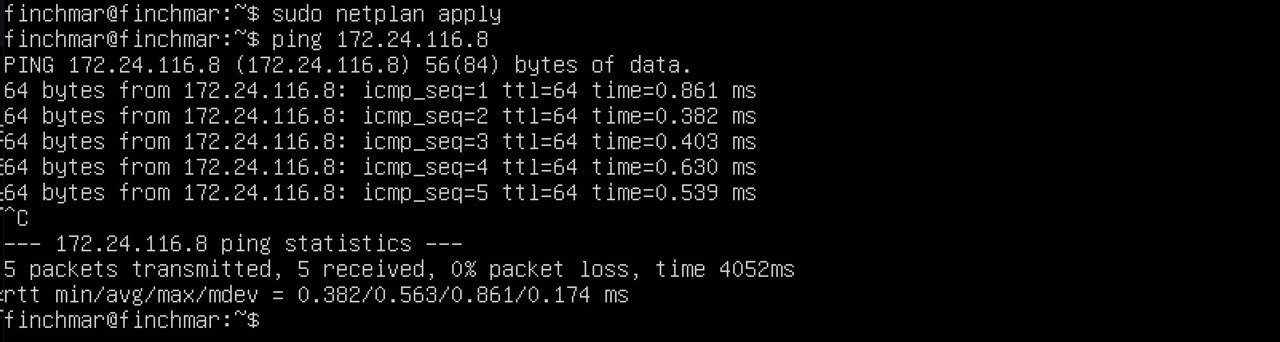 finchmar@finchmar:~$ sudo netplan apply
finchmar@finchmar:~$ ping 172.24.116.8
PING 172.24.116.8 (172.24.116.8) 56(84) bytes of data.
64 bytes from 172.24.116.8: icmp_seq=1 ttl=64 time=0.861 ms
64 bytes from 172.24.116.8: icmp_seq=2 ttl=64 time=0.382 ms
64 bytes from 172.24.116.8: icmp_seq=3 ttl=64 time=0.403 ms
64 bytes from 172.24.116.8: icmp_seq=4 ttl=64 time=0.630 ms
64 bytes from 172.24.116.8: icmp_seq=5 ttl=64 time=0.539 ms
^C
--- 172.24.116.8 ping statistics ---
5 packets transmitted, 5 received, 0% packet loss, time 4052ms
rtt min/avg/max/mdev = 0.382/0.563/0.861/0.174 ms
finchmar@finchmar:~$